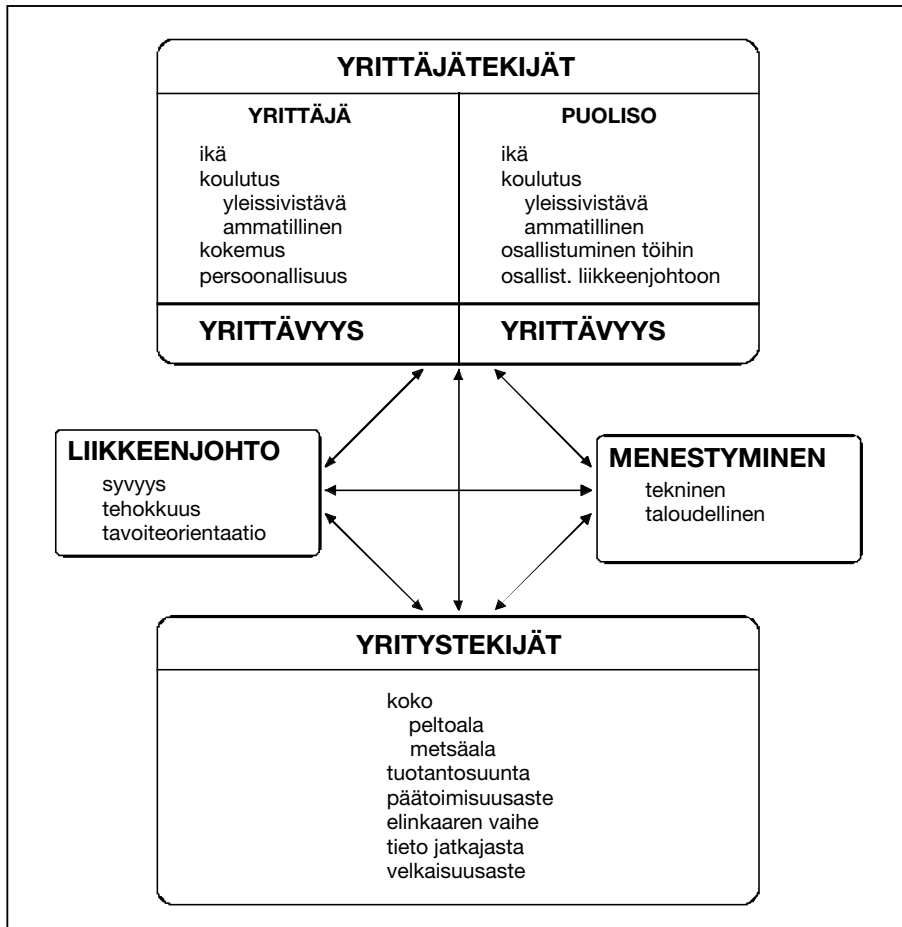 YRITTÄJÄTEKIJÄT
YRITTÄJÄ
ikä
koulutus
yleissivistävä
ammatillinen
kokemus
persoonallisuus
YRITTÄVYYS
PUOLISO
ikä
koulutus
yleissivistävä
ammatillinen
osallistuminen töihin
osallist. liikkeenjohtoon
YRITTÄVYYS
LIIKKEENJOHTO
syvyys
tehokkuus
tavoiteorientaatio
MENESTYMINEN
tekninen
taloudellinen
YRITYSTEKIJÄT
koko
peltoala
metsäala
tuotantosuunta
päätoimisuusaste
elinkaaren vaihe
tieto jatkajasta
velkaisuusaste